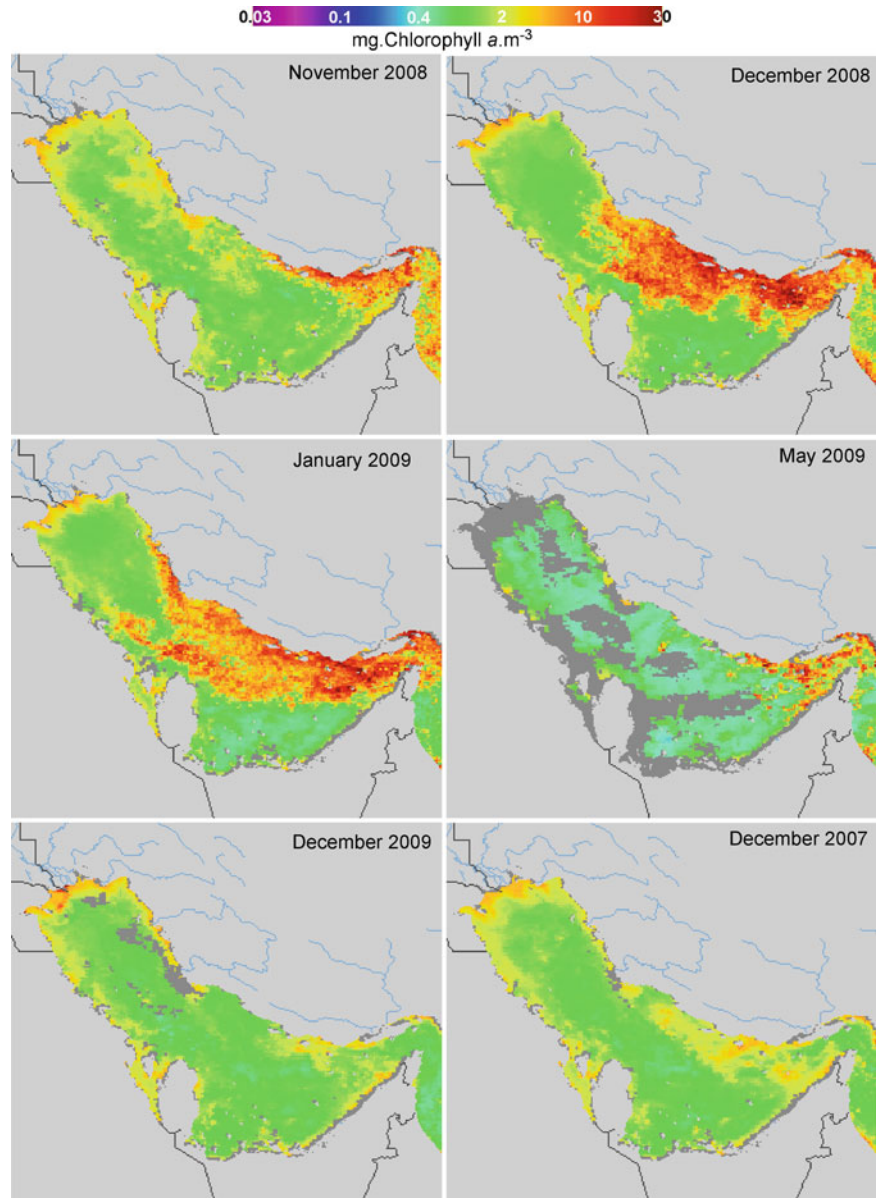 0.03 0.1 0.4 2 10 30
mg.Chlorophyll a.m-3
November 2008
December 2008
January 2009
May 2009
December 2009
December 2007